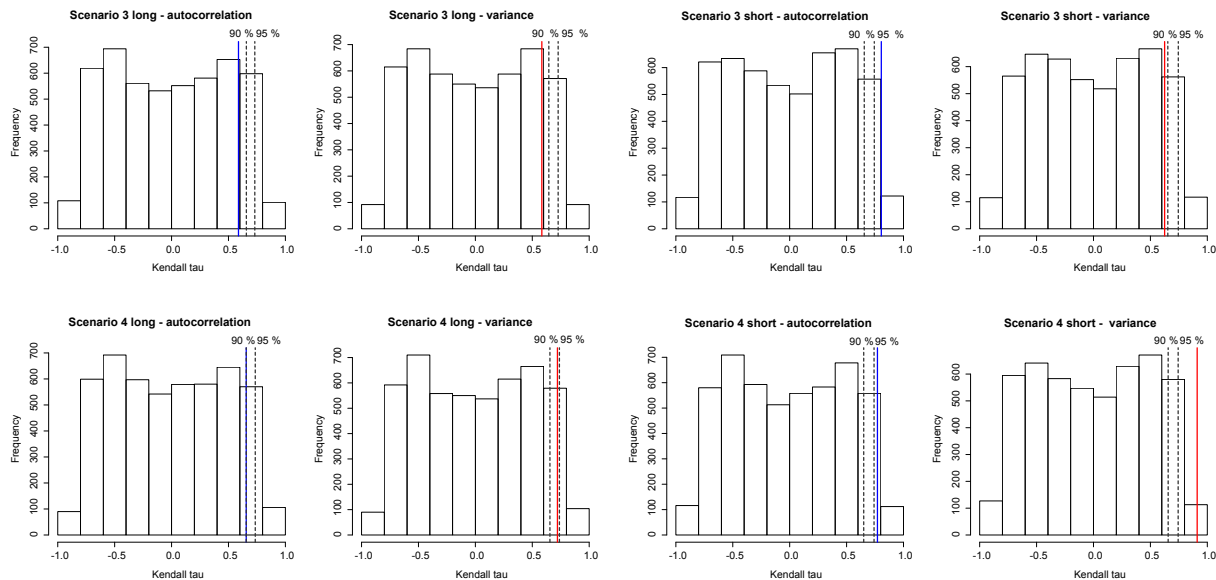 Scenario 3 long - autocorrelation
90 % 95 %
Frequency
0 100 200 300 400 500 600 700
-1.0 -0.5 0.0 0.5 1.0
Kendall tau
Scenario 3 long - variance
90 % 95 %
Frequency
0 100 200 300 400 500 600 700
-1.0 -0.5 0.0 0.5 1.0
Kendall tau
Scenario 3 short - autocorrelation
90 % 95 %
Frequency
0 100 200 300 400 500 600
-1.0 -0.5 0.0 0.5 1.0
Kendall tau
Scenario 3 short - variance
90 % 95 %
Frequency
0 100 200 300 400 500 600
-1.0 -0.5 0.0 0.5 1.0
Kendall tau
Scenario 4 long - autocorrelation
90 % 95 %
Frequency
0 100 200 300 400 500 600 700
-1.0 -0.5 0.0 0.5 1.0
Kendall tau
Scenario 4 long - variance
90 % 95 %
Frequency
0 100 200 300 400 500 600 700
-1.0 -0.5 0.0 0.5 1.0
Kendall tau
Scenario 4 short - autocorrelation
90 % 95 %
Frequency
0 100 200 300 400 500 600 700
-1.0 -0.5 0.0 0.5 1.0
Kendall tau
Scenario 4 short - variance
90 % 95 %
Frequency
0 100 200 300 400 500 600
-1.0 -0.5 0.0 0.5 1.0
Kendall tau